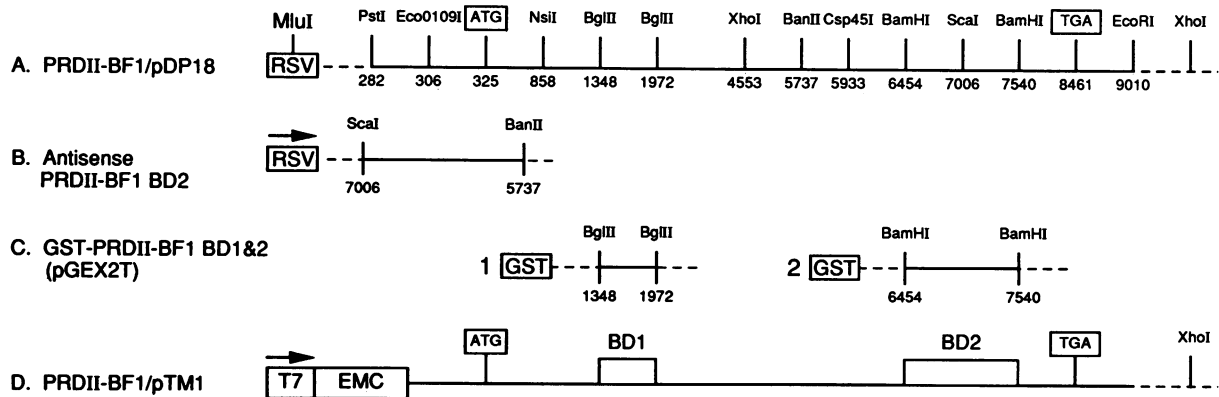 MluI PstI Eco0109I ATG NsiI BglII BglII XhoI BanII Csp45I BamHI ScaI BamHI TGA EcoRI XhoI
A. PRDII-BF1/pDP18 RSV
282 306 325 858 1348 1972 4553 5737 5933 6454 7006 7540 8461 9010
ScaI BanII
B. Antisense RSV
PRDII-BF1 BD2
7006 5737
BglII BglII BamHI BamHI
C. GST-PRDII-BF1 BD1&2
(pGEX2T)
1 GST 2 GST
1348 1972 6454 7540
ATG BD1 BD2 TGA XhoI
D. PRDII-BF1/pTM1 T7 EMC